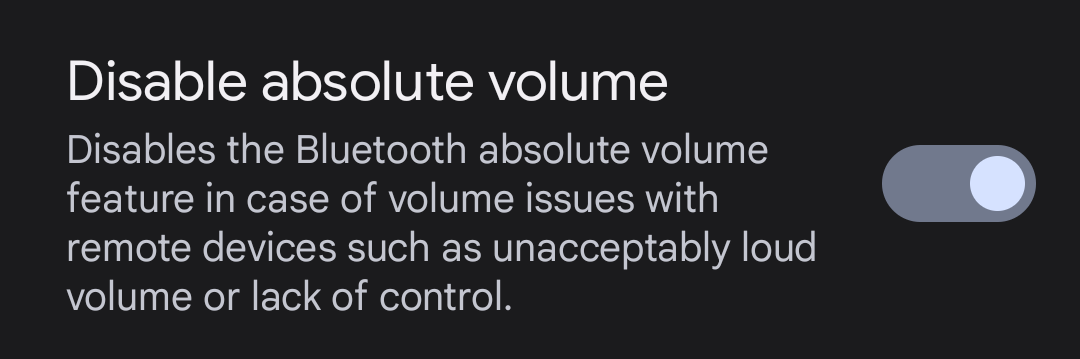 Disable absolute volume
Disables the Bluetooth absolute volume
feature in case of volume issues with
remote devices such as unacceptably loud
volume or lack of control.